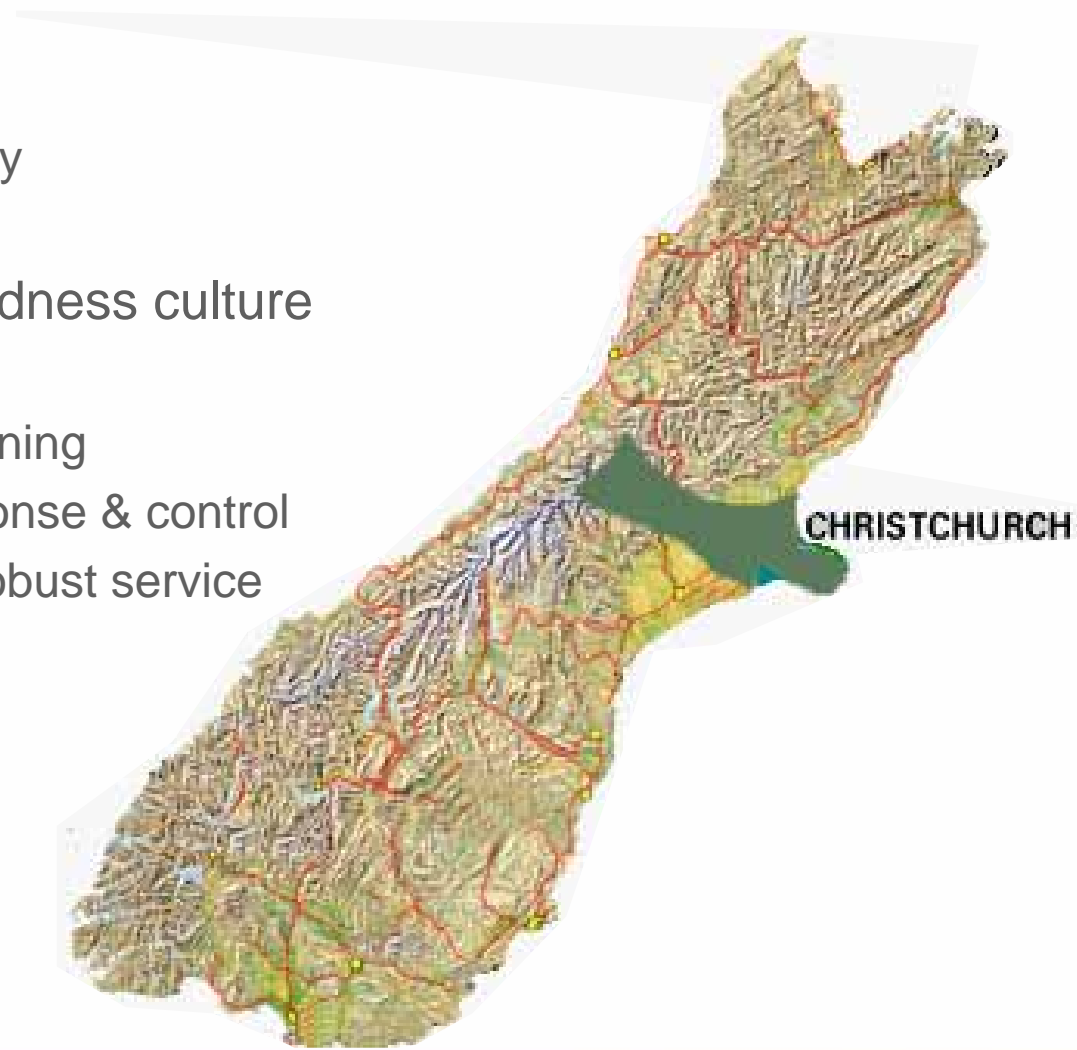 y
dness culture
ning
onse & control
CHRISTCHURCH
obust service